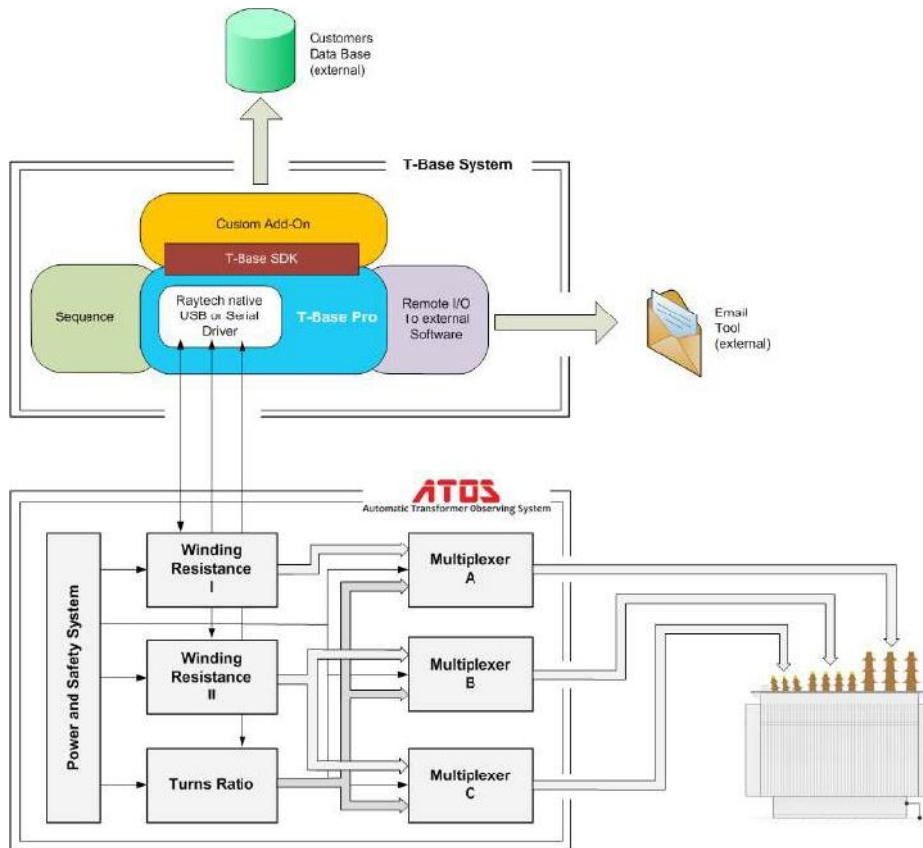 Customers
Data Base
(external)
T-Base System
Custom Add-On
T-Base SDK
Sequence
Raytech native
USB or Serial
Driver
T-Base Pro
Remote I/O
To external
Software
Email
Tool
(external)
ATOS
Automatic Transformer Observing System
Power and Safety System
Winding
Resistance
I
Multiplexer
A
Winding
Resistance
II
Multiplexer
B
Turns Ratio
Multiplexer
C